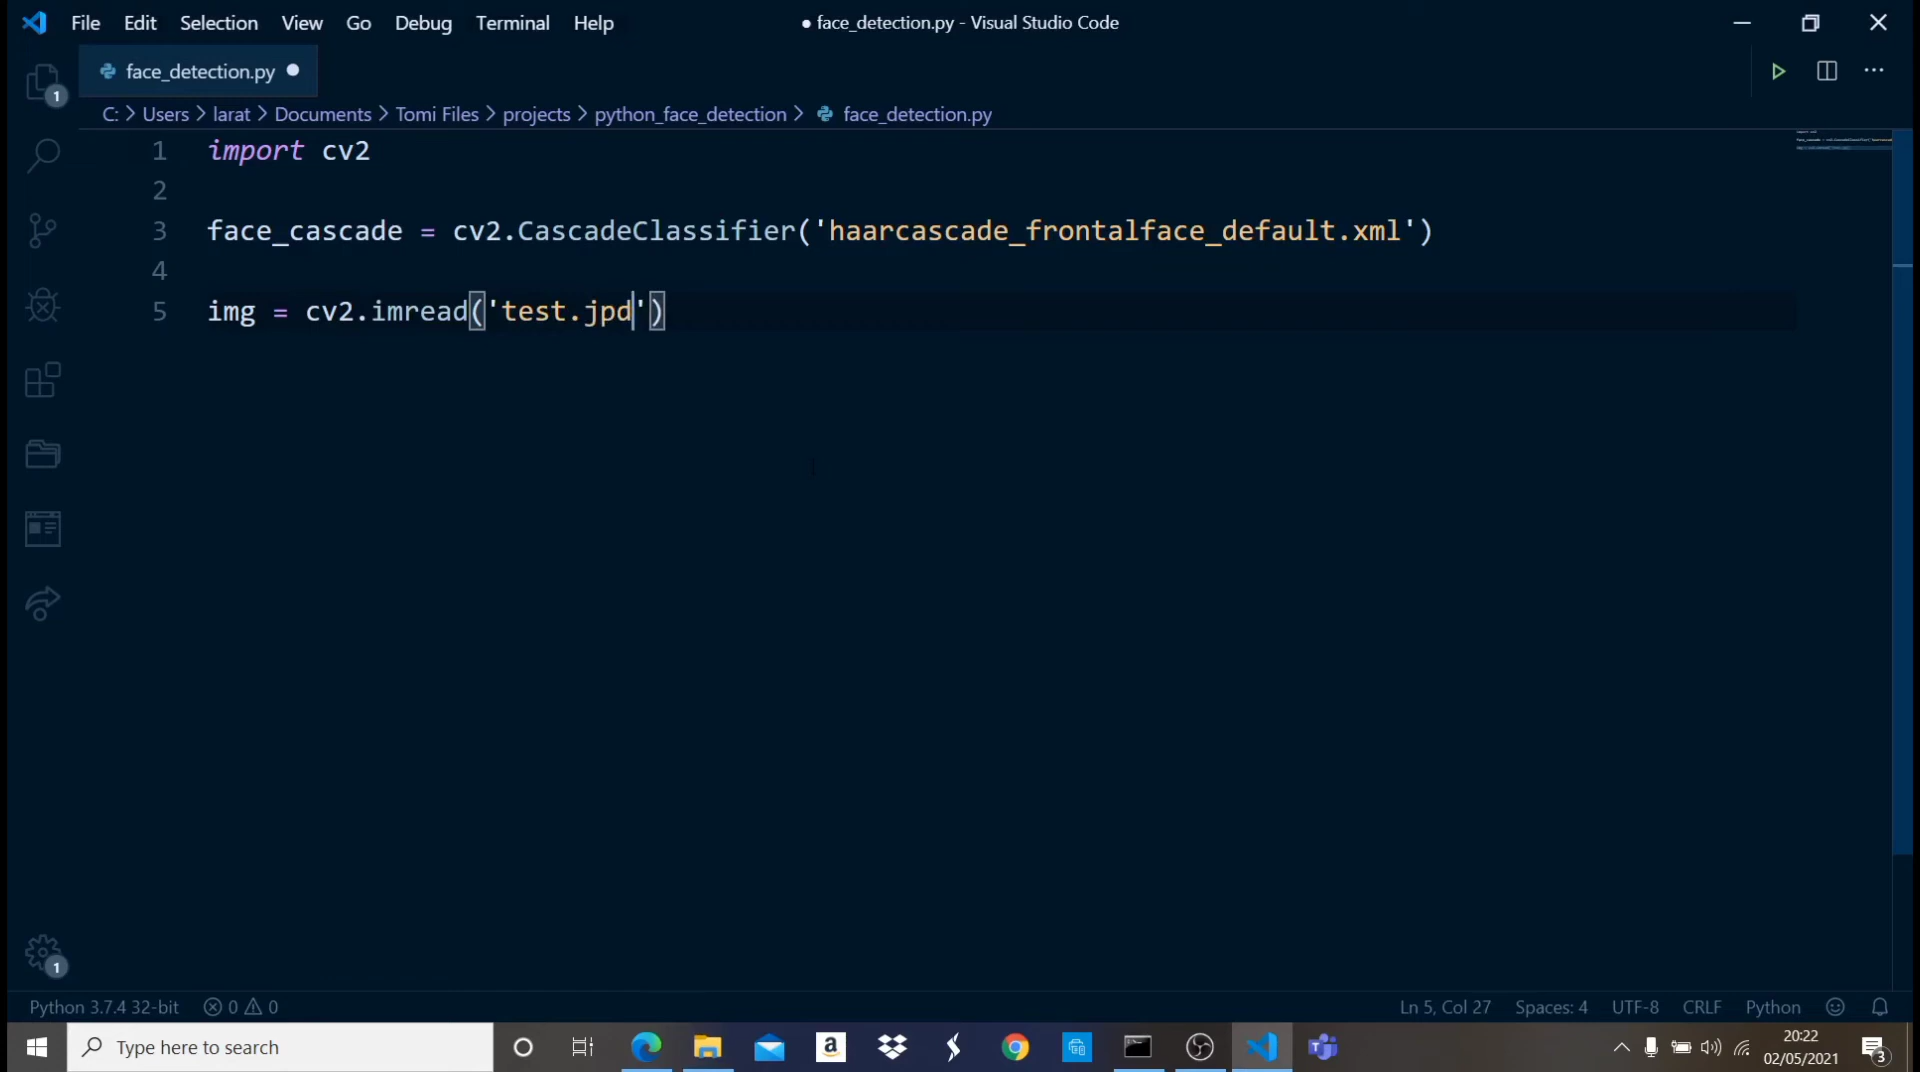 File Edit Selection View Go Debug Terminal Help
● face_detection.py - Visual Studio Code
face_detection.py
C: > Users > larat > Documents > Tomi Files > projects > python_face_detection > face_detection.py
1 import cv2
2
3 face_cascade = cv2.CascadeClassifier('haarcascade_frontalface_default.xml')
4
5 img = cv2.imread('test.jpd')
1
1
Python 3.7.4 32-bit 0 0
Ln 5, Col 27 Spaces: 4 UTF-8 CRLF Python
Type here to search
a
20:22
02/05/2021
3